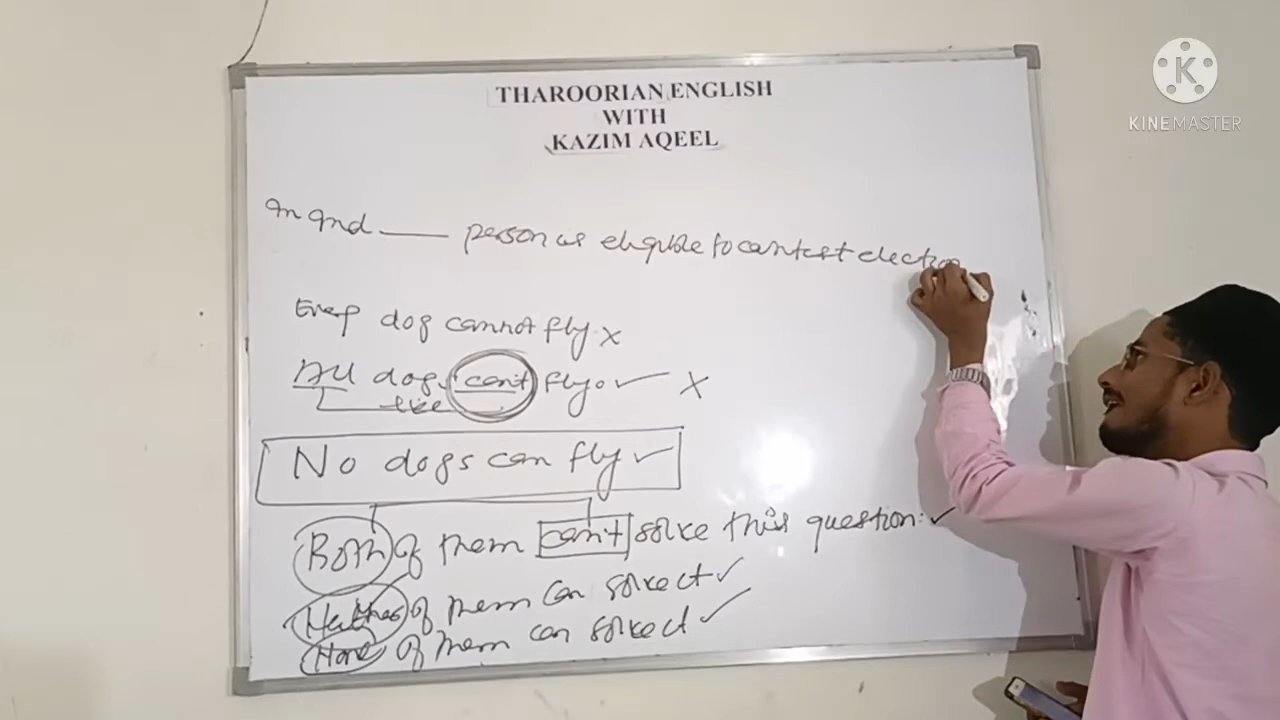 THAROORIAN ENGLISH
WITH
KAZIM AQEEL
KINEMASTER
In Ind ____ person is eligible to contest election
Every dog cannot fly ×
All dogs can't fly ✓ ×
No dogs can fly ✓
Both of them can't solve this question: ✓
Neither of them can solve it ✓
None of them can solve it ✓